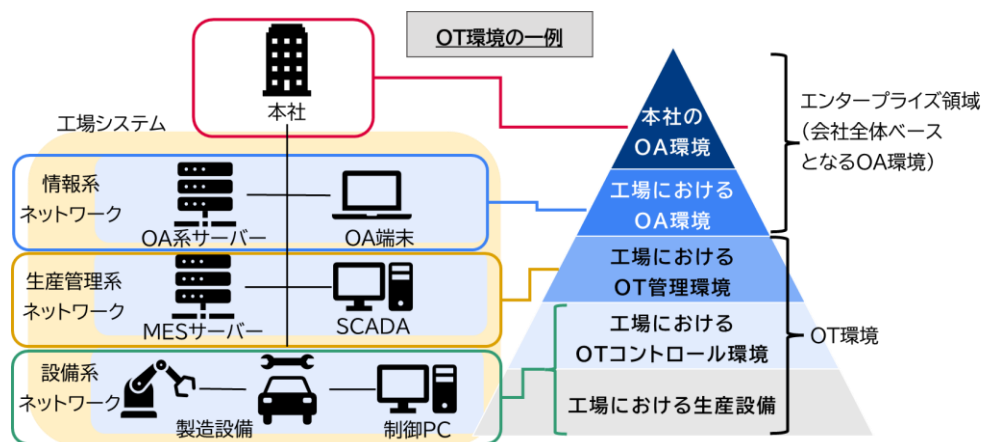 OT環境の一例
本社
工場システム
情報系
ネットワーク
OA系サーバー
OA端末
生産管理系
ネットワーク
MESサーバー
SCADA
設備系
ネットワーク
製造設備
制御PC
本社の
OA環境
工場における
OA環境
工場における
OT管理環境
工場における
OTコントロール環境
工場における生産設備
エンタープライズ領域
(会社全体ベース
となるOA環境)
OT環境